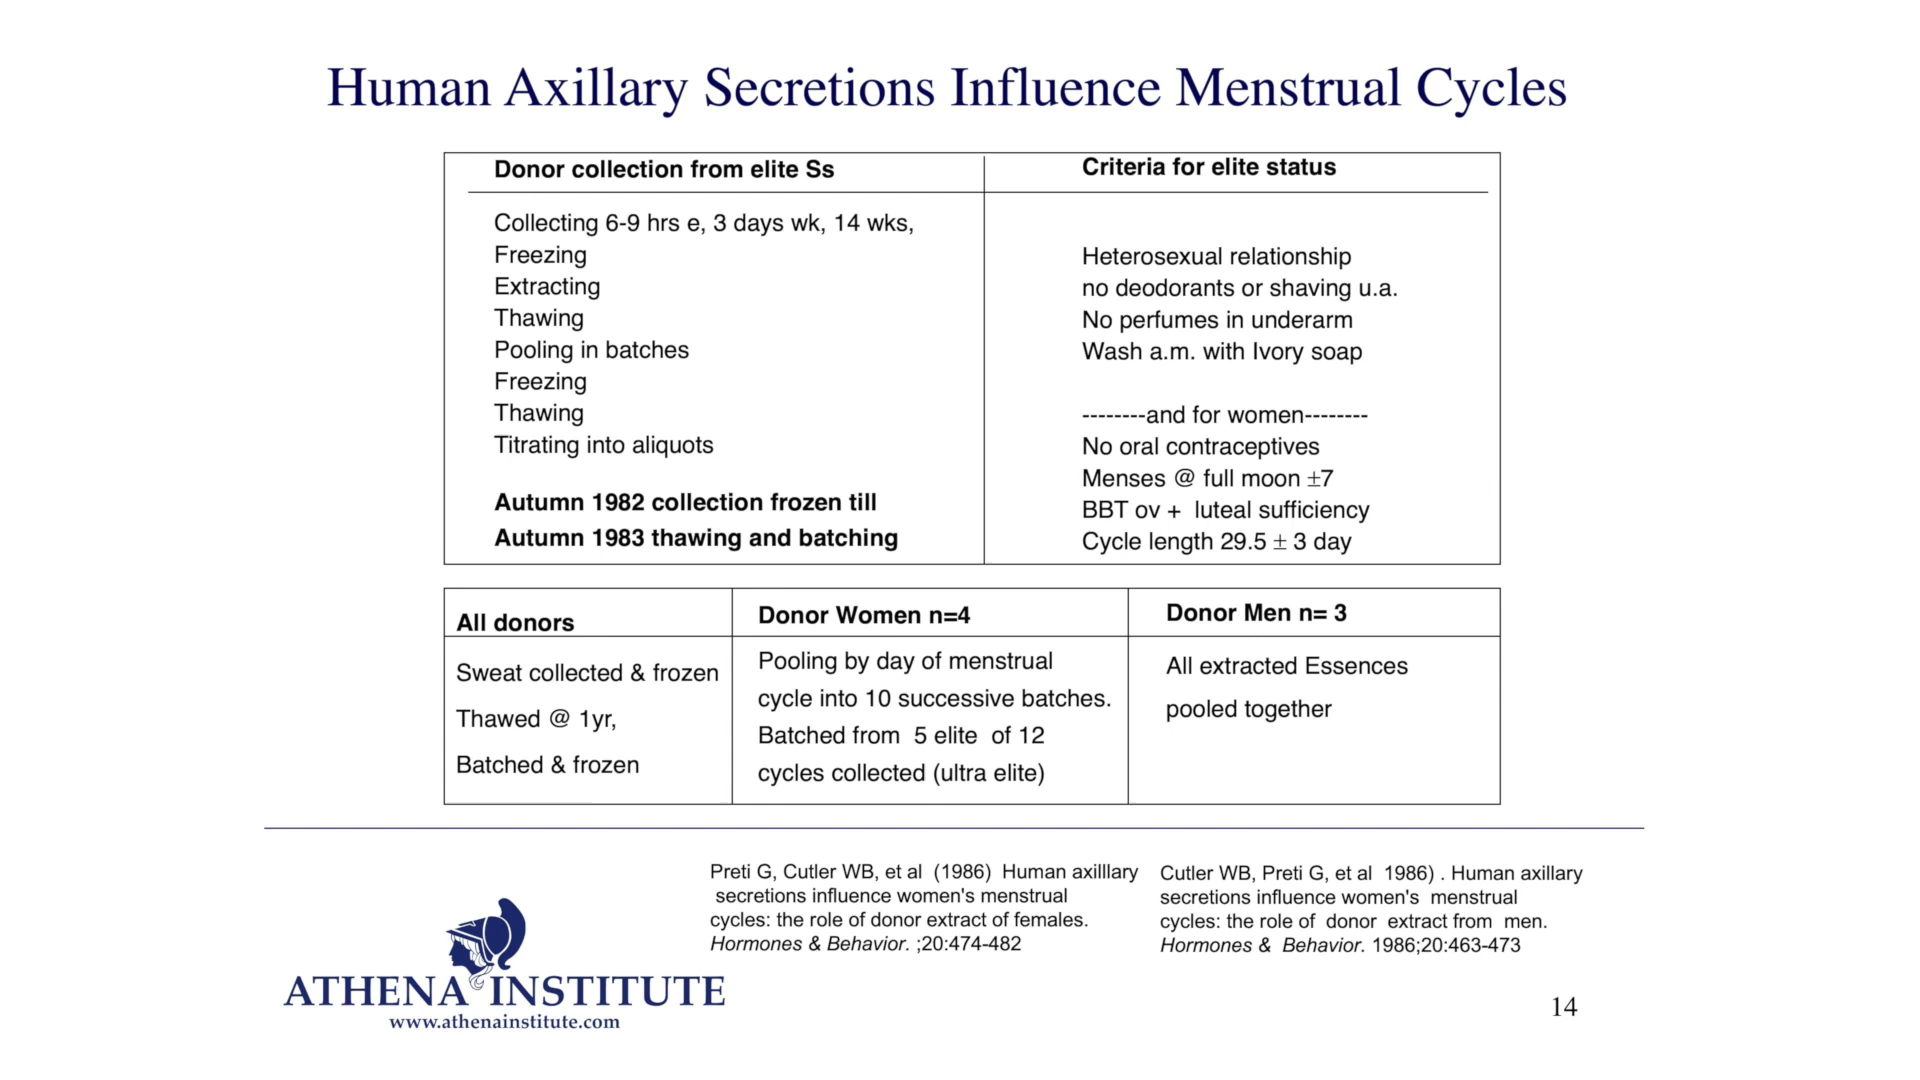 Human Axillary Secretions Influence Menstrual Cycles
Donor collection from elite Ss
Collecting 6-9 hrs e, 3 days wk, 14 wks,
Freezing
Extracting
Thawing
Pooling in batches
Freezing
Thawing
Titrating into aliquots
Autumn 1982 collection frozen till
Autumn 1983 thawing and batching
Criteria for elite status
Heterosexual relationship
no deodorants or shaving u.a.
No perfumes in underarm
Wash a.m. with Ivory soap
--------and for women--------
No oral contraceptives
Menses @ full moon ±7
BBT ov +  luteal sufficiency
Cycle length 29.5 ± 3 day
All donors
Sweat collected & frozen
Thawed @ 1yr,
Batched & frozen
Donor Women n=4
Pooling by day of menstrual
cycle into 10 successive batches.
Batched from  5 elite  of 12
cycles collected (ultra elite)
Donor Men n= 3
All extracted Essences
pooled together
Preti G, Cutler WB, et al  (1986)  Human axilllary
secretions influence women's menstrual
cycles: the role of donor extract of females.
Hormones & Behavior. ;20:474-482
Cutler WB, Preti G, et al  1986) . Human axillary
secretions influence women's  menstrual
cycles: the role of  donor  extract from  men.
Hormones &  Behavior. 1986;20:463-473
ATHENA INSTITUTE
www.athenainstitute.com
14